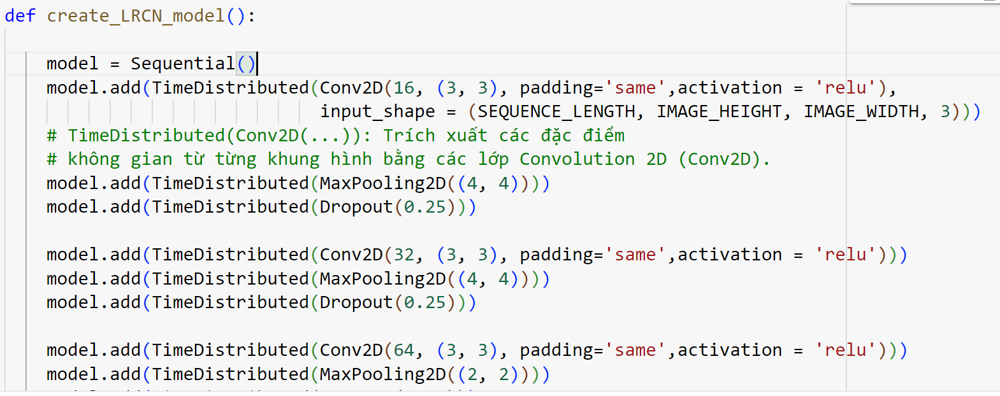 def create_LRCN_model():
model = Sequential()
model.add(TimeDistributed(Conv2D(16, (3, 3), padding='same',activation = 'relu'),
input_shape = (SEQUENCE_LENGTH, IMAGE_HEIGHT, IMAGE_WIDTH, 3)))
# TimeDistributed(Conv2D(...)): Trích xuất các đặc điểm
# không gian từ từng khung hình bằng các lớp Convolution 2D (Conv2D).
model.add(TimeDistributed(MaxPooling2D((4, 4))))
model.add(TimeDistributed(Dropout(0.25)))
model.add(TimeDistributed(Conv2D(32, (3, 3), padding='same',activation = 'relu')))
model.add(TimeDistributed(MaxPooling2D((4, 4))))
model.add(TimeDistributed(Dropout(0.25)))
model.add(TimeDistributed(Conv2D(64, (3, 3), padding='same',activation = 'relu')))
model.add(TimeDistributed(MaxPooling2D((2, 2))))